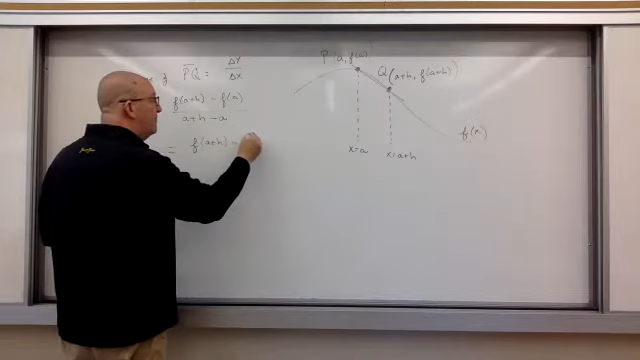 P(a, f(a))
Q(a+h, f(a+h))
PQ = ΔY
ΔX
f(a+h) - f(a)
a+h-a
= f(a+h) -
f(x)
x=a
x=a+h